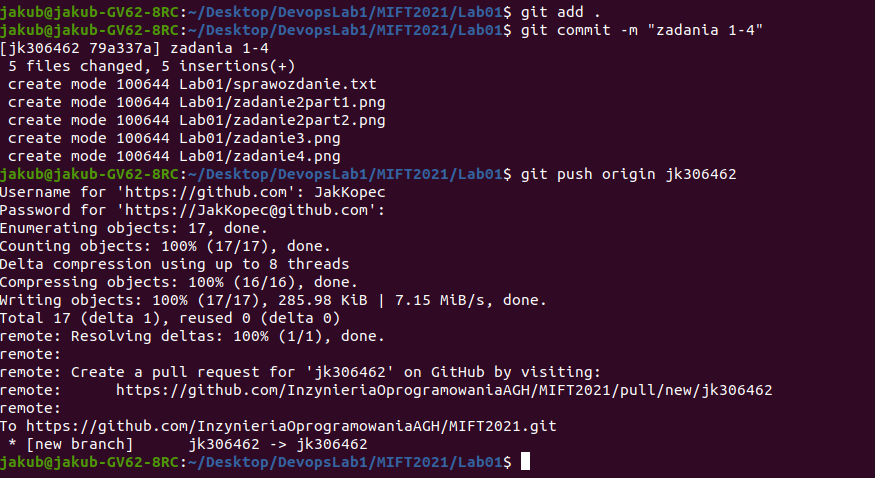 jakub@jakub-GV62-8RC:~/Desktop/DevopsLab1/MIFT2021/Lab01$ git add .
jakub@jakub-GV62-8RC:~/Desktop/DevopsLab1/MIFT2021/Lab01$ git commit -m "zadania 1-4"
[jk306462 79a337a] zadania 1-4
 5 files changed, 5 insertions(+)
 create mode 100644 Lab01/sprawozdanie.txt
 create mode 100644 Lab01/zadanie2part1.png
 create mode 100644 Lab01/zadanie2part2.png
 create mode 100644 Lab01/zadanie3.png
 create mode 100644 Lab01/zadanie4.png
jakub@jakub-GV62-8RC:~/Desktop/DevopsLab1/MIFT2021/Lab01$ git push origin jk306462
Username for 'https://github.com': JakKopec
Password for 'https://JakKopec@github.com':
Enumerating objects: 17, done.
Counting objects: 100% (17/17), done.
Delta compression using up to 8 threads
Compressing objects: 100% (16/16), done.
Writing objects: 100% (17/17), 285.98 KiB | 7.15 MiB/s, done.
Total 17 (delta 1), reused 0 (delta 0)
remote: Resolving deltas: 100% (1/1), done.
remote:
remote: Create a pull request for 'jk306462' on GitHub by visiting:
remote:      https://github.com/InzynieriaOprogramowaniaAGH/MIFT2021/pull/new/jk306462
remote:
To https://github.com/InzynieriaOprogramowaniaAGH/MIFT2021.git
 * [new branch]      jk306462 -> jk306462
jakub@jakub-GV62-8RC:~/Desktop/DevopsLab1/MIFT2021/Lab01$